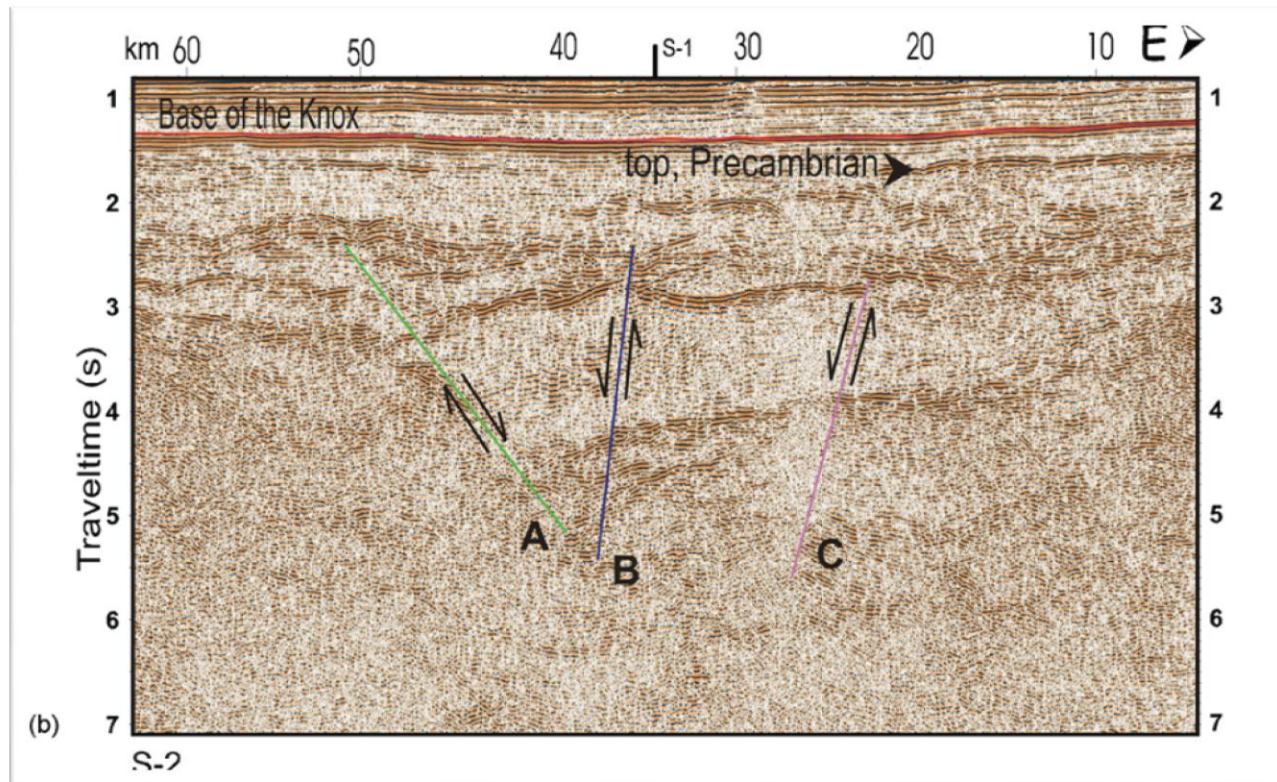 km 60 50 40 S-1 30 20 10 E
1 1
Base of the Knox
top, Precambrian
2 2
3 3
Traveltime (s)
4 4
5 5
A
B
C
6 6
(b) 7 7
S-2